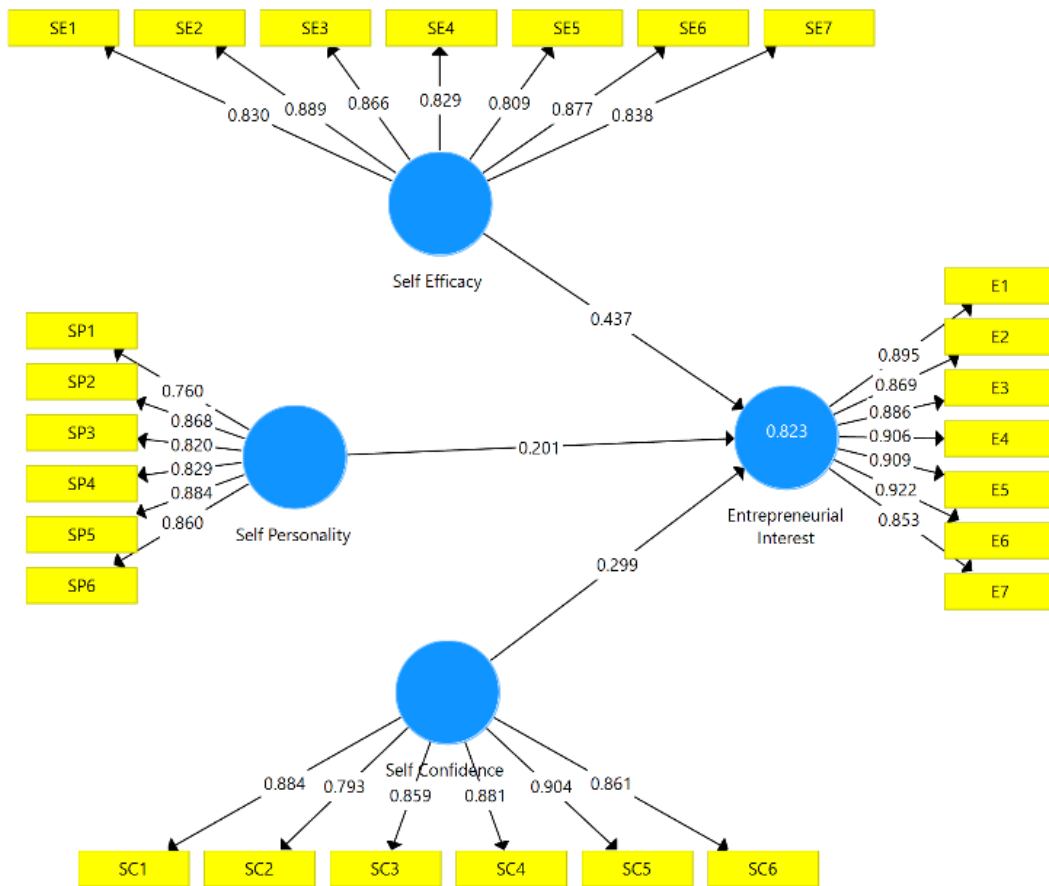 SE1 SE2 SE3 SE4 SE5 SE6 SE7
0.830 0.889 0.866 0.829 0.809 0.877 0.838
Self Efficacy
0.437
SP1
SP2
SP3
SP4
SP5
SP6
0.760
0.868
0.820
0.829
0.884
0.860
Self Personality
0.201
E1
E2
E3
E4
E5
E6
E7
0.895
0.869
0.886
0.906
0.909
0.922
0.853
0.823
Entrepreneurial
Interest
0.299
Self Confidence
0.884 0.793 0.859 0.881 0.904 0.861
SC1 SC2 SC3 SC4 SC5 SC6